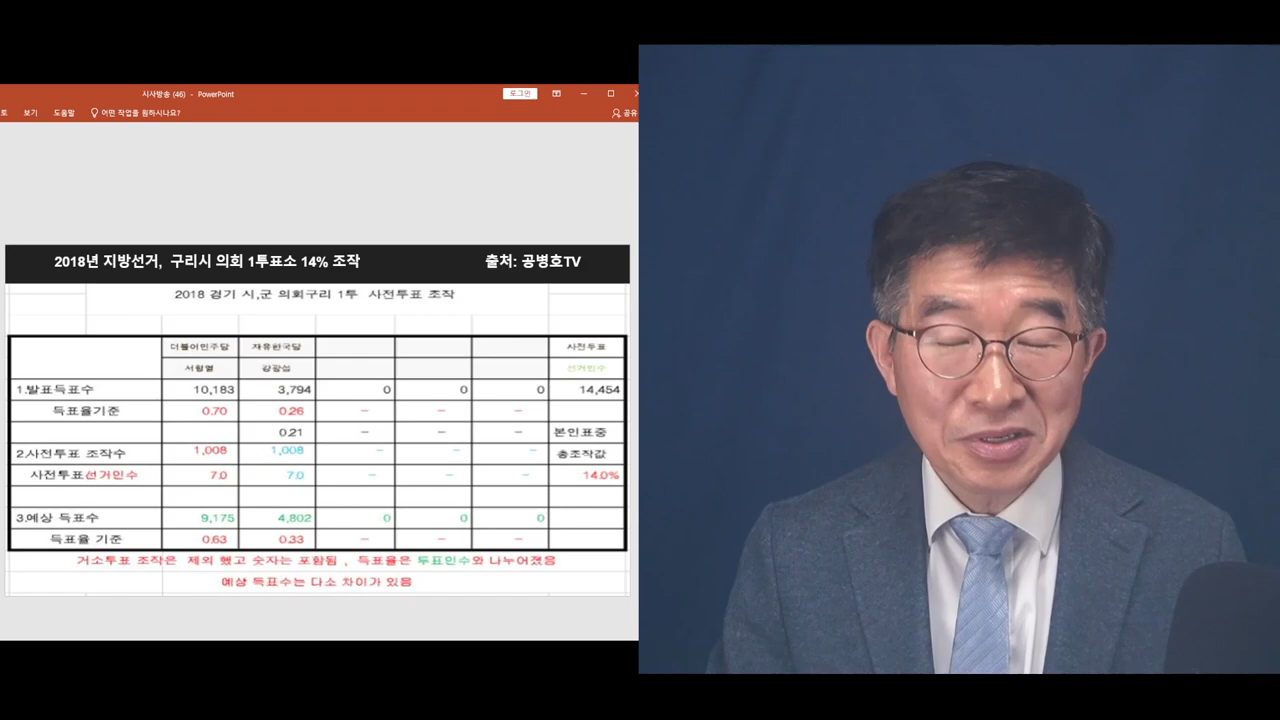 시사방송 (46) - PowerPoint
로그인
토 보기 도움말 어떤 작업을 원하시나요? 공유
2018년 지방선거, 구리시 의회 1투표소 14% 조작 출처: 공병호TV
2018 경기 시,군 의회구리 1투 사전투표 조작
더불어민주당 자유한국당 사전투표
서형열 강광섭 선거인수
1.발표득표수 10,183 3,794 0 0 0 14,454
득표율기준 0.70 0.26 - - -
0.21 - - - 본인표중
2.사전투표 조작수 1,008 1,008 - - - 총조작값
사전투표선거인수 7.0 7.0 - - - 14.0%
3.예상 득표수 9,175 4,802 0 0 0
득표율 기준 0.63 0.33 - - -
거소투표 조작은 제외 했고 숫자는 포함됨 , 득표율은 투표인수와 나누어졌음
예상 득표수는 다소 차이가 있음